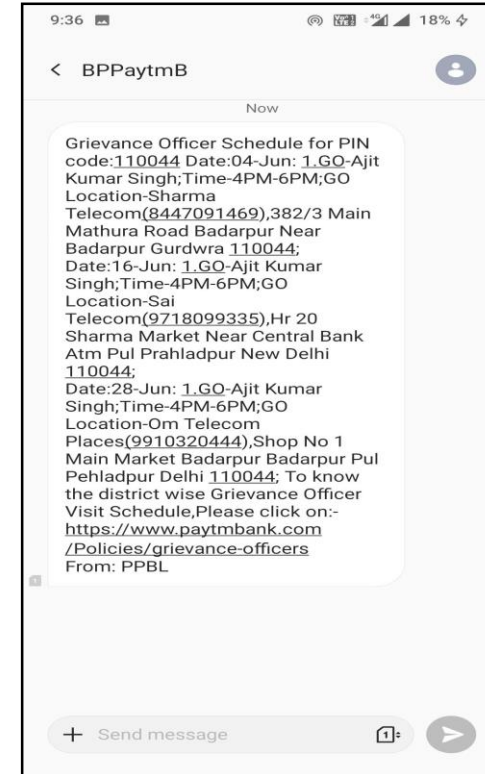 9:36 4G 18%
BPPaytmB
Now
Grievance Officer Schedule for PIN
code:110044 Date:04-Jun: 1.GO-Ajit
Kumar Singh;Time-4PM-6PM;GO
Location-Sharma
Telecom(8447091469),382/3 Main
Mathura Road Badarpur Near
Badarpur Gurdwra 110044;
Date:16-Jun: 1.GO-Ajit Kumar
Singh;Time-4PM-6PM;GO
Location-Sai
Telecom(9718099335),Hr 20
Sharma Market Near Central Bank
Atm Pul Prahladpur New Delhi
110044;
Date:28-Jun: 1.GO-Ajit Kumar
Singh;Time-4PM-6PM;GO
Location-Om Telecom
Places(9910320444),Shop No 1
Main Market Badarpur Badarpur Pul
Pehladpur Delhi 110044; To know
the district wise Grievance Officer
Visit Schedule,Please click on:-
https://www.paytmbank.com
/Policies/grievance-officers
From: PPBL
1
Send message 1